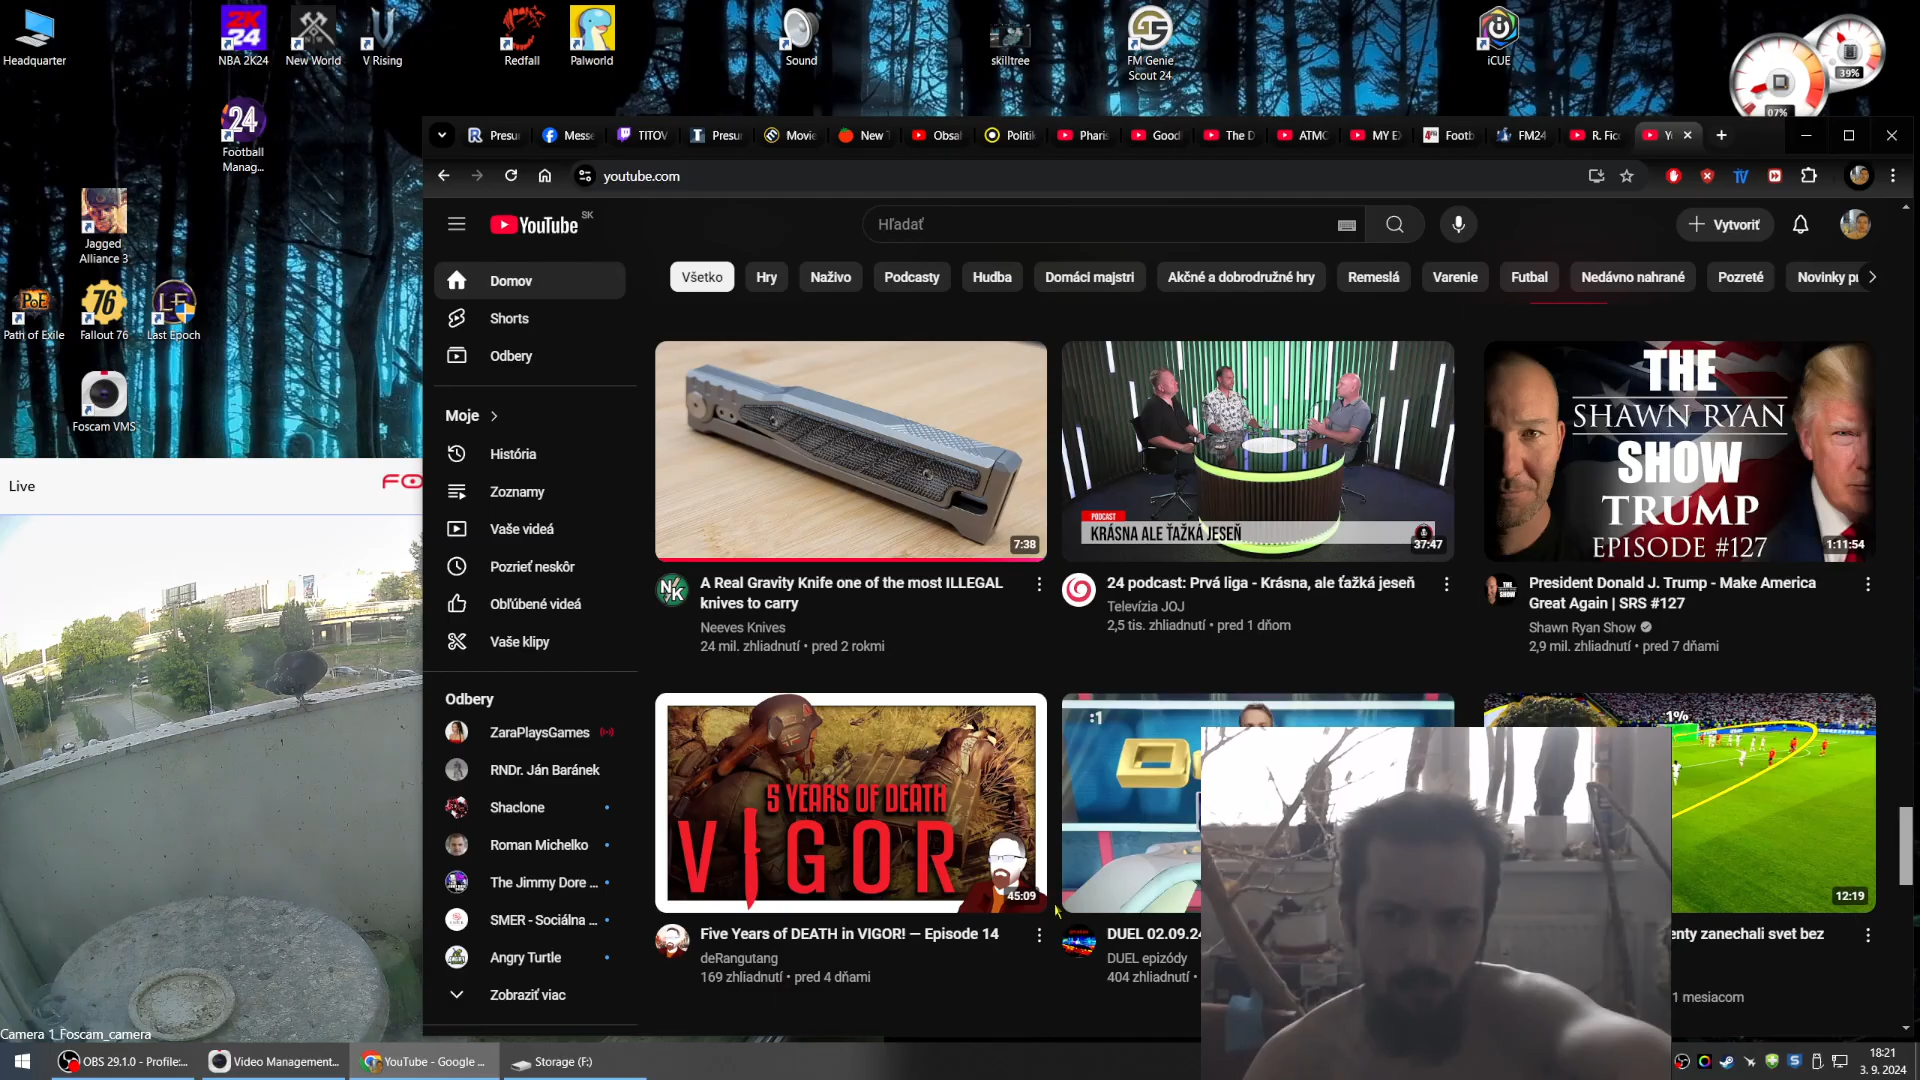 Headquarter
NBA 2K24
New World
V Rising
Redfall
Palworld
Sound
skilltree
FM Genie
Scout 24
iCUE
39%
07%
Football
Manag...
Jagged
Alliance 3
Path of Exile
Fallout 76
Last Epoch
Foscam VMS
Presur
Messe
TITOV
Presur
Movie
New T
Obsah
Politik
Pharis
Good
The D
ATMO
MY EX
Footb
FM24
R. Fico
youtube.com
YouTube SK
Hľadať
Vytvoriť
Všetko
Hry
Naživo
Podcasty
Hudba
Domáci majstri
Akčné a dobrodružné hry
Remeslá
Varenie
Futbal
Nedávno nahrané
Pozreté
Novinky pr
Domov
Shorts
Odbery
Moje
História
Zoznamy
Vaše videá
Pozrieť neskôr
Obľúbené videá
Vaše klipy
Odbery
ZaraPlaysGames
RNDr. Ján Baránek
Shaclone
Roman Michelko
The Jimmy Dore ...
SMER - Sociálna ...
Angry Turtle
Zobraziť viac
7:38
A Real Gravity Knife one of the most ILLEGAL
knives to carry
Neeves Knives
24 mil. zhliadnutí • pred 2 rokmi
PODCAST
KRÁSNA ALE ŤAŽKÁ JESEŇ
37:47
24 podcast: Prvá liga - Krásna, ale ťažká jeseň
Televízia JOJ
2,5 tis. zhliadnutí • pred 1 dňom
THE
SHAWN RYAN
SHOW
TRUMP
EPISODE #127
1:11:54
President Donald J. Trump - Make America
Great Again | SRS #127
Shawn Ryan Show
2,9 mil. zhliadnutí • pred 7 dňami
5 YEARS OF DEATH
VIGOR
45:09
Five Years of DEATH in VIGOR! — Episode 14
deRangutang
169 zhliadnutí • pred 4 dňami
:1
DUEL 02.09.24
DUEL epizódy
404 zhliadnutí •
1%
12:19
enty zanechali svet bez
1 mesiacom
Live
FO
Camera 1_Foscam_camera
OBS 29.1.0 - Profile:...
Video Management...
YouTube - Google ...
Storage (F:)
18:21
3. 9. 2024